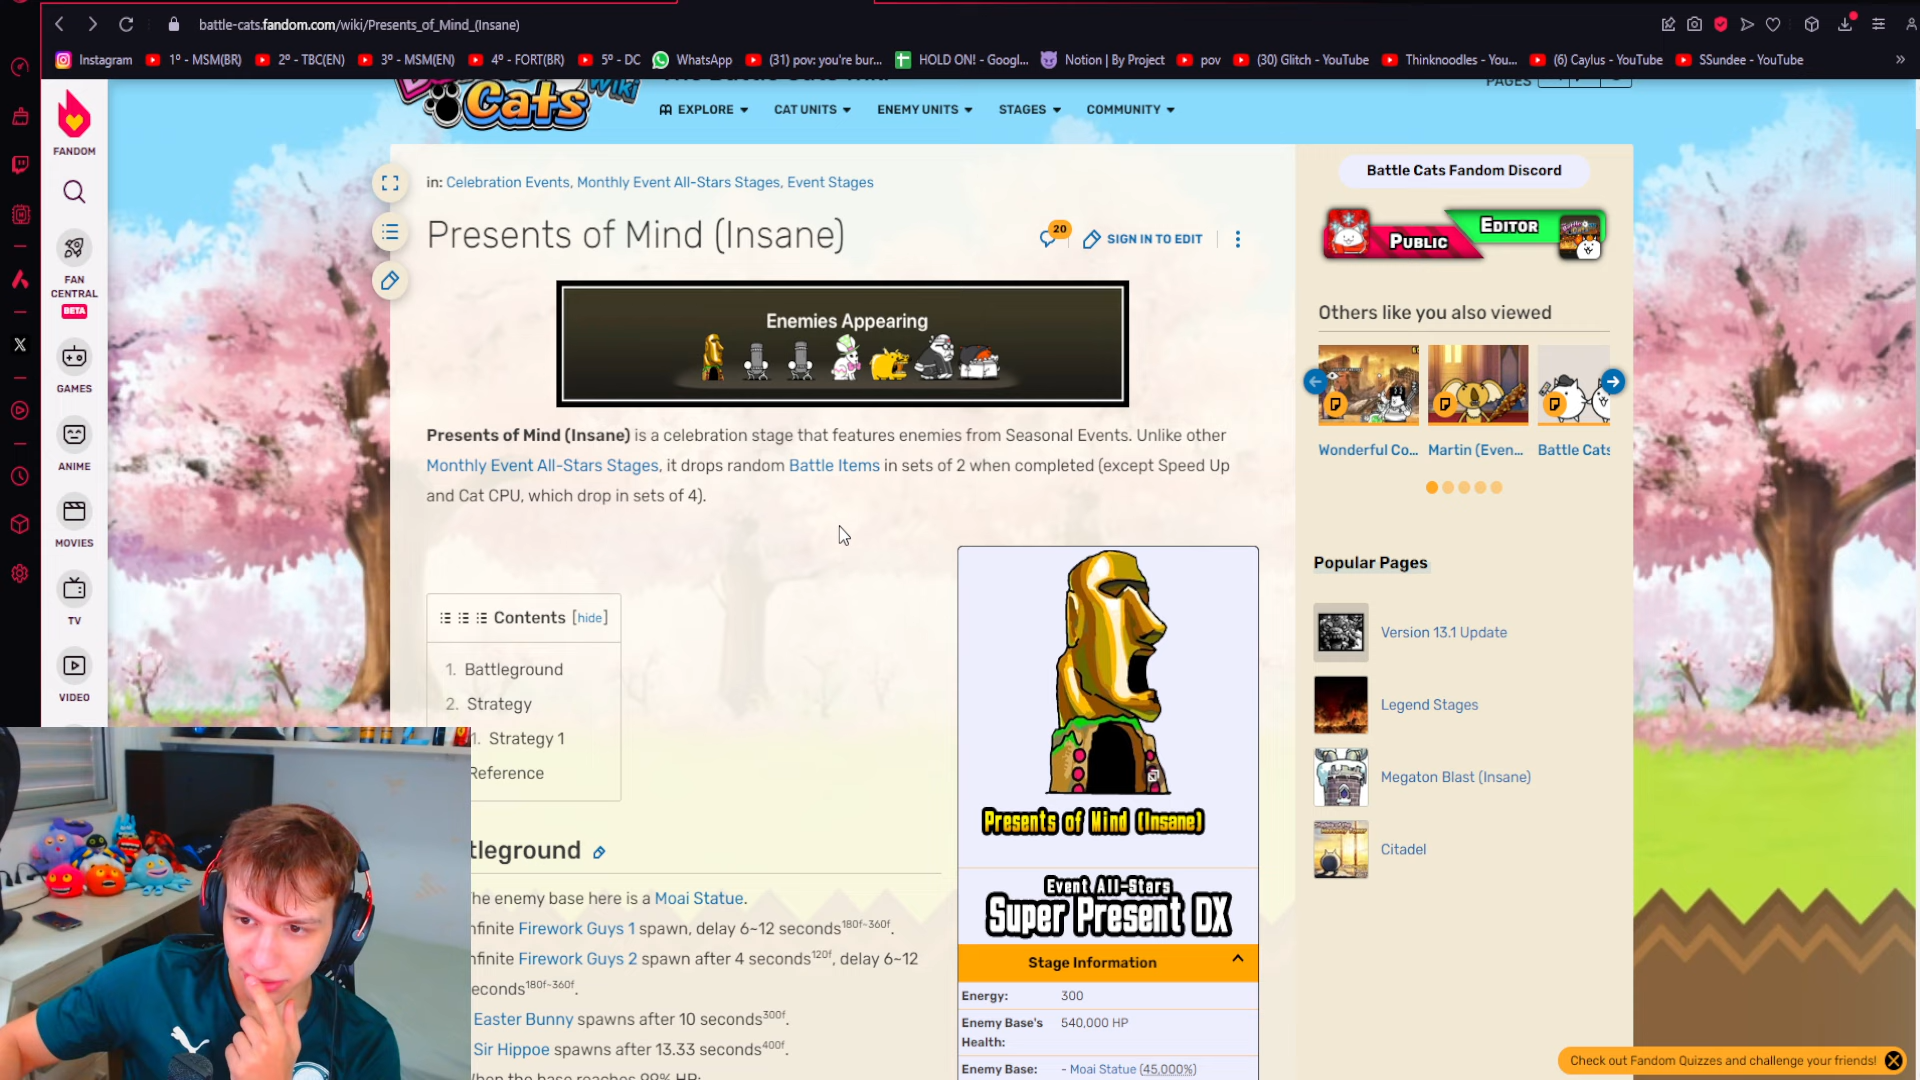 battle-cats.fandom.com/wiki/Presents_of_Mind_(Insane)
Instagram
1º - MSM(BR)
2º - TBC(EN)
3º - MSM(EN)
4º - FORT(BR)
5º - DC
WhatsApp
(31) pov: you're bur...
HOLD ON! - Googl...
Notion | By Project
pov
(30) Glitch - YouTube
Thinknoodles - You...
(6) Caylus - YouTube
SSundee - YouTube
Cats
Wiki
PAGES
EXPLORE
CAT UNITS
ENEMY UNITS
STAGES
COMMUNITY
FANDOM
FAN CENTRAL
BETA
GAMES
ANIME
MOVIES
TV
VIDEO
in: Celebration Events, Monthly Event All-Stars Stages, Event Stages
Presents of Mind (Insane)
20
SIGN IN TO EDIT
Enemies Appearing
Presents of Mind (Insane) is a celebration stage that features enemies from Seasonal Events. Unlike other
Monthly Event All-Stars Stages, it drops random Battle Items in sets of 2 when completed (except Speed Up
and Cat CPU, which drop in sets of 4).
Contents [hide]
1. Battleground
2. Strategy
1. Strategy 1
Reference
tleground
he enemy base here is a Moai Statue.
nfinite Firework Guys 1 spawn, delay 6~12 seconds180f~360f.
nfinite Firework Guys 2 spawn after 4 seconds120f, delay 6~12
econds180f~360f.
Easter Bunny spawns after 10 seconds300f.
Sir Hippoe spawns after 13.33 seconds400f.
hen the base reaches 99% HP:
Presents of Mind (Insane)
Event All-Stars
Super Present DX
Stage Information
Energy: 300
Enemy Base's Health: 540,000 HP
Enemy Base: - Moai Statue (45,000%)
Battle Cats Fandom Discord
PUBLIC
EDITOR
Others like you also viewed
Wonderful Co...
Martin (Even...
Battle Cats
Popular Pages
Version 13.1 Update
Legend Stages
Megaton Blast (Insane)
Citadel
Check out Fandom Quizzes and challenge your friends!